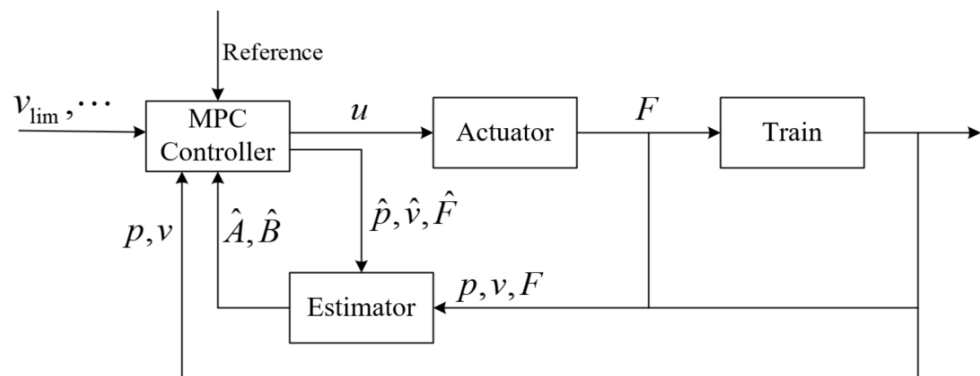 Reference
v_lim,⋯
MPC
Controller
u
Actuator
F
Train
p,v
Â,B̂
p̂,v̂,F̂
Estimator
p,v,F